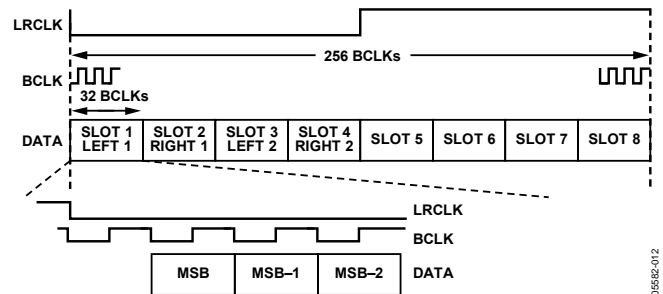 LRCLK
256 BCLKs
BCLK
32 BCLKs
DATA
SLOT 1
LEFT 1
SLOT 2
RIGHT 1
SLOT 3
LEFT 2
SLOT 4
RIGHT 2
SLOT 5
SLOT 6
SLOT 7
SLOT 8
LRCLK
BCLK
MSB
MSB–1
MSB–2
DATA
05582-012